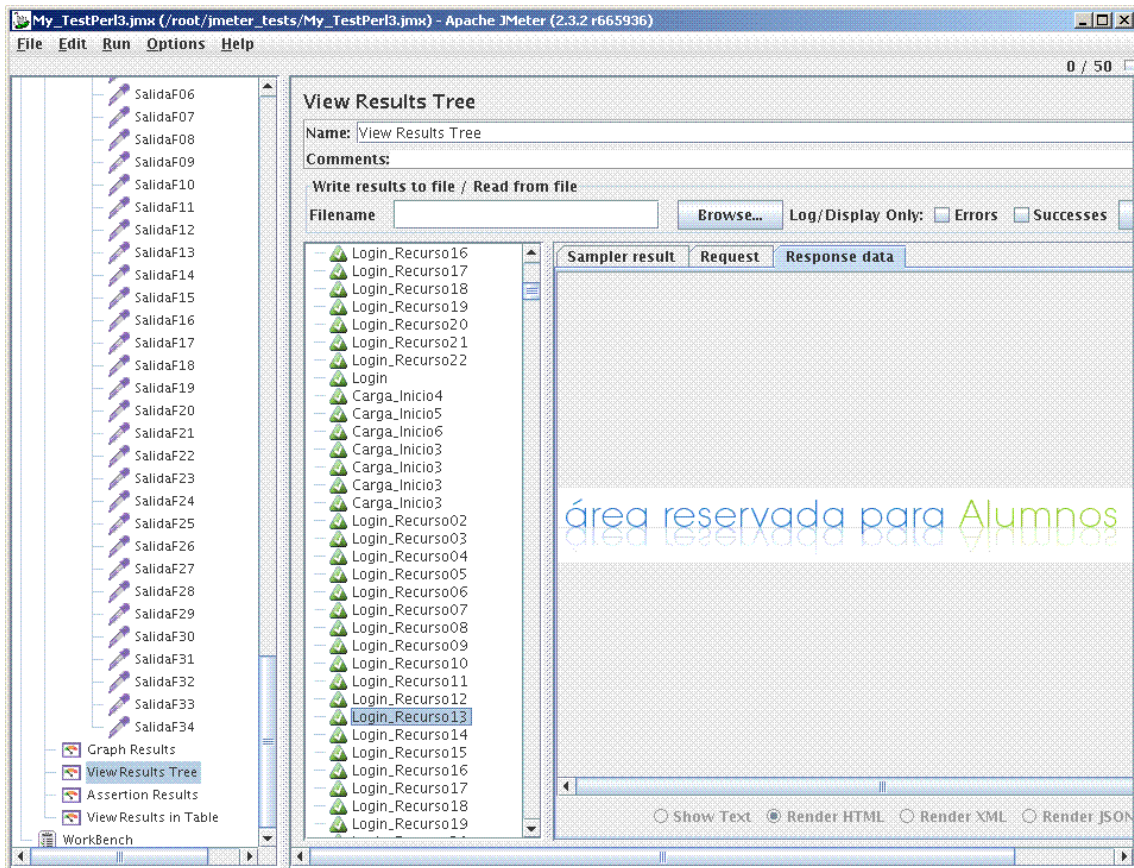 My_TestPerl3.jmx (/root/jmeter_tests/My_TestPerl3.jmx) - Apache JMeter (2.3.2 r665936)
File Edit Run Options Help
0 / 50
SalidaF06
SalidaF07
SalidaF08
SalidaF09
SalidaF10
SalidaF11
SalidaF12
SalidaF13
SalidaF14
SalidaF15
SalidaF16
SalidaF17
SalidaF18
SalidaF19
SalidaF20
SalidaF21
SalidaF22
SalidaF23
SalidaF24
SalidaF25
SalidaF26
SalidaF27
SalidaF28
SalidaF29
SalidaF30
SalidaF31
SalidaF32
SalidaF33
SalidaF34
Graph Results
View Results Tree
Assertion Results
View Results in Table
WorkBench
View Results Tree
Name: View Results Tree
Comments:
Write results to file / Read from file
Filename Browse... Log/Display Only: Errors Successes
Login_Recurso16
Login_Recurso17
Login_Recurso18
Login_Recurso19
Login_Recurso20
Login_Recurso21
Login_Recurso22
Login
Carga_Inicio4
Carga_Inicio5
Carga_Inicio6
Carga_Inicio3
Carga_Inicio3
Carga_Inicio3
Carga_Inicio3
Login_Recurso02
Login_Recurso03
Login_Recurso04
Login_Recurso05
Login_Recurso06
Login_Recurso07
Login_Recurso08
Login_Recurso09
Login_Recurso10
Login_Recurso11
Login_Recurso12
Login_Recurso13
Login_Recurso14
Login_Recurso15
Login_Recurso16
Login_Recurso17
Login_Recurso18
Login_Recurso19
Sampler result Request Response data
área reservada para Alumnos
Show Text Render HTML Render XML Render JSON